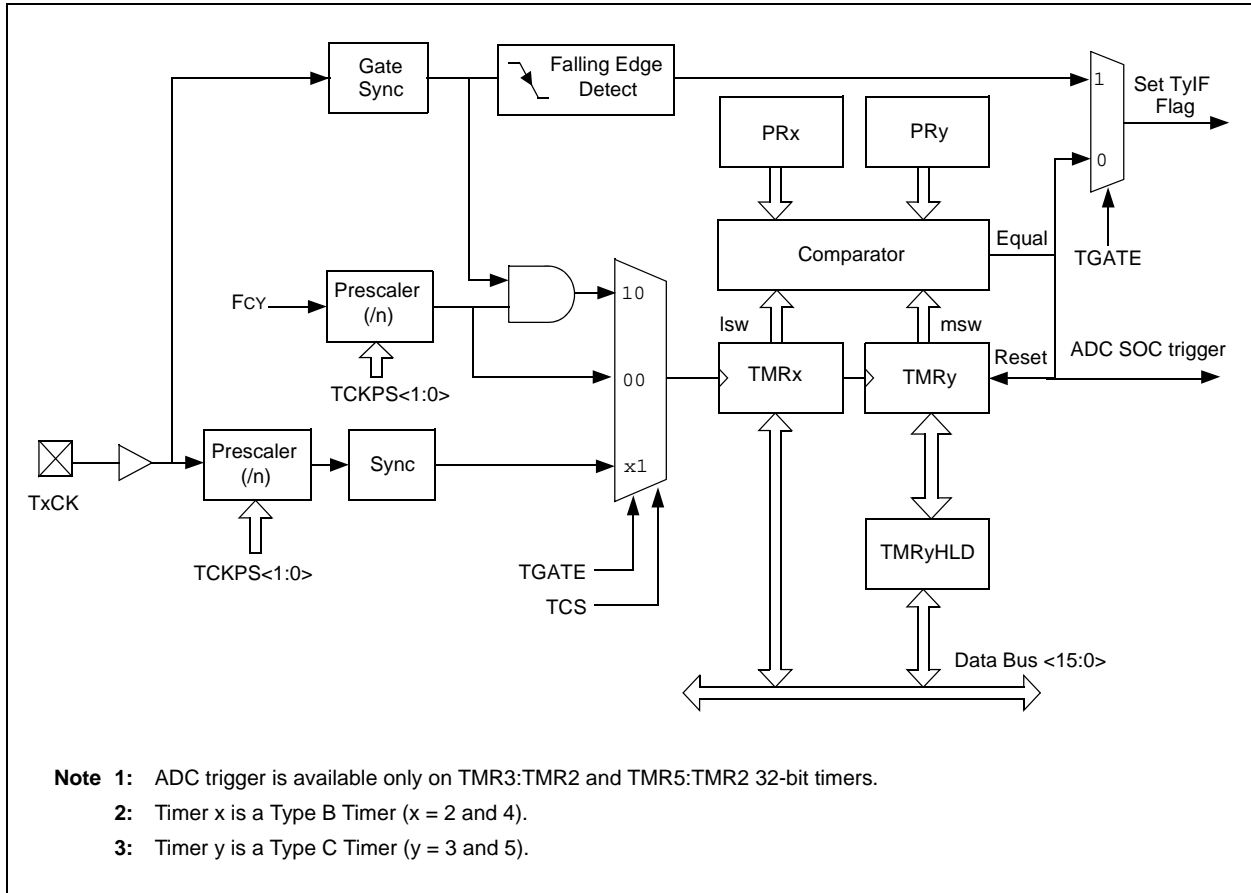 Gate
Sync
Falling Edge
Detect
1
0
Set TyIF
Flag
TGATE
PRx
PRy
Comparator
Equal
FCY
Prescaler
(/n)
TCKPS<1:0>
10
00
x1
lsw
msw
TMRx
TMRy
Reset
ADC SOC trigger
TxCK
Prescaler
(/n)
Sync
TCKPS<1:0>
TGATE
TCS
TMRyHLD
Data Bus <15:0>
Note 1: ADC trigger is available only on TMR3:TMR2 and TMR5:TMR2 32-bit timers.
2: Timer x is a Type B Timer (x = 2 and 4).
3: Timer y is a Type C Timer (y = 3 and 5).